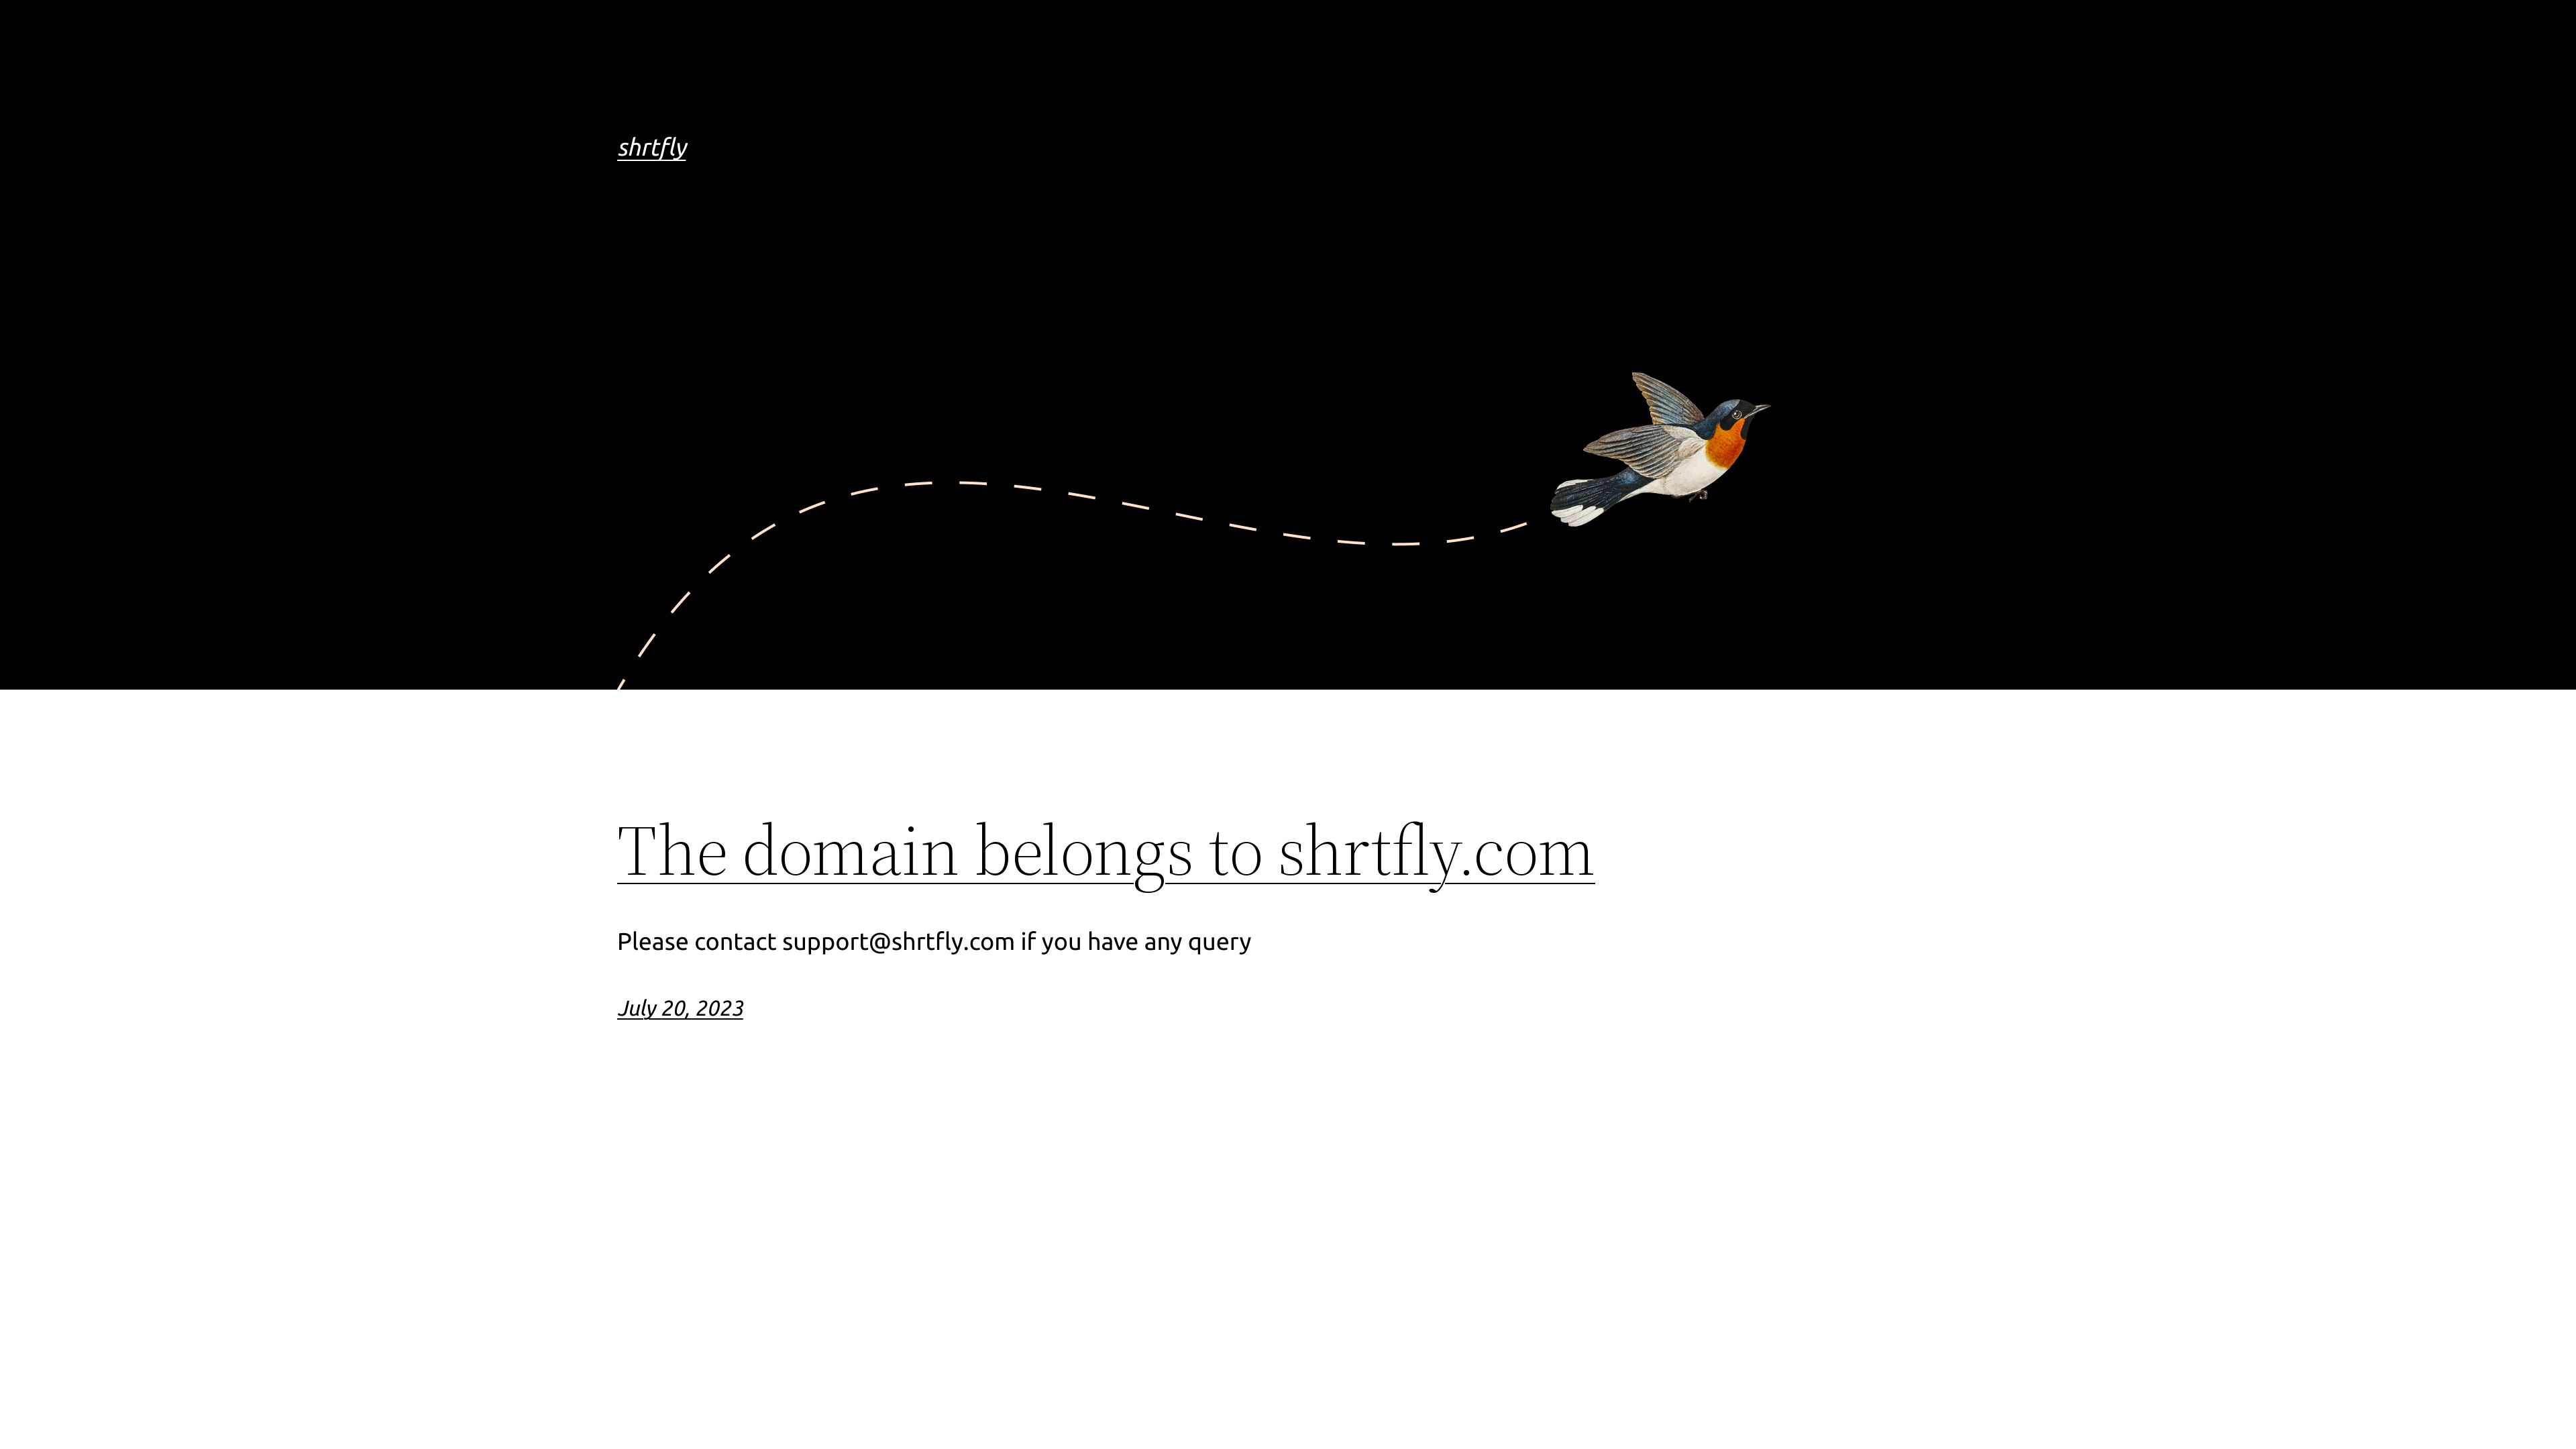 shrtfly
The domain belongs to shrtfly.com
Please contact support@shrtfly.com if you have any query
July 20, 2023